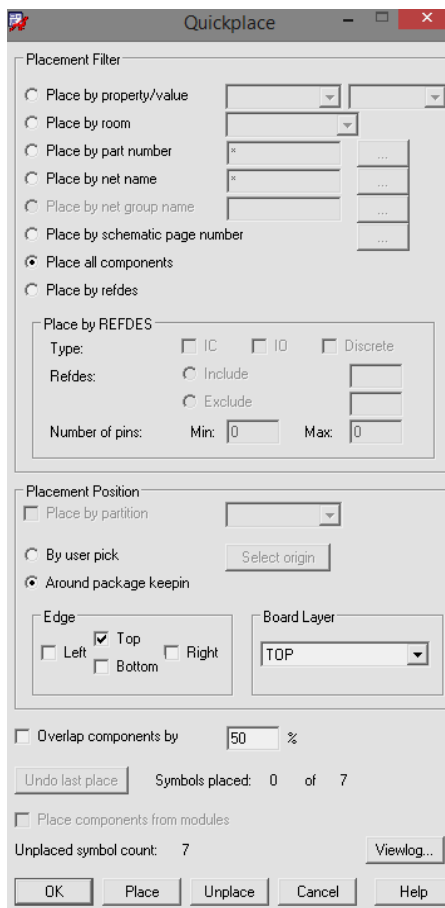 Quickplace
Placement Filter
Place by property/value
Place by room
Place by part number *
...
Place by net name *
...
Place by net group name
...
Place by schematic page number
...
Place all components
Place by refdes
Place by REFDES
Type: IC IO Discrete
Refdes: Include
Exclude
Number of pins: Min: 0 Max: 0
Placement Position
Place by partition
By user pick Select origin
Around package keepin
Edge Board Layer
Top
Left Right TOP
Bottom
Overlap components by 50 %
Undo last place Symbols placed: 0 of 7
Place components from modules
Unplaced symbol count: 7 Viewlog...
OK Place Unplace Cancel Help